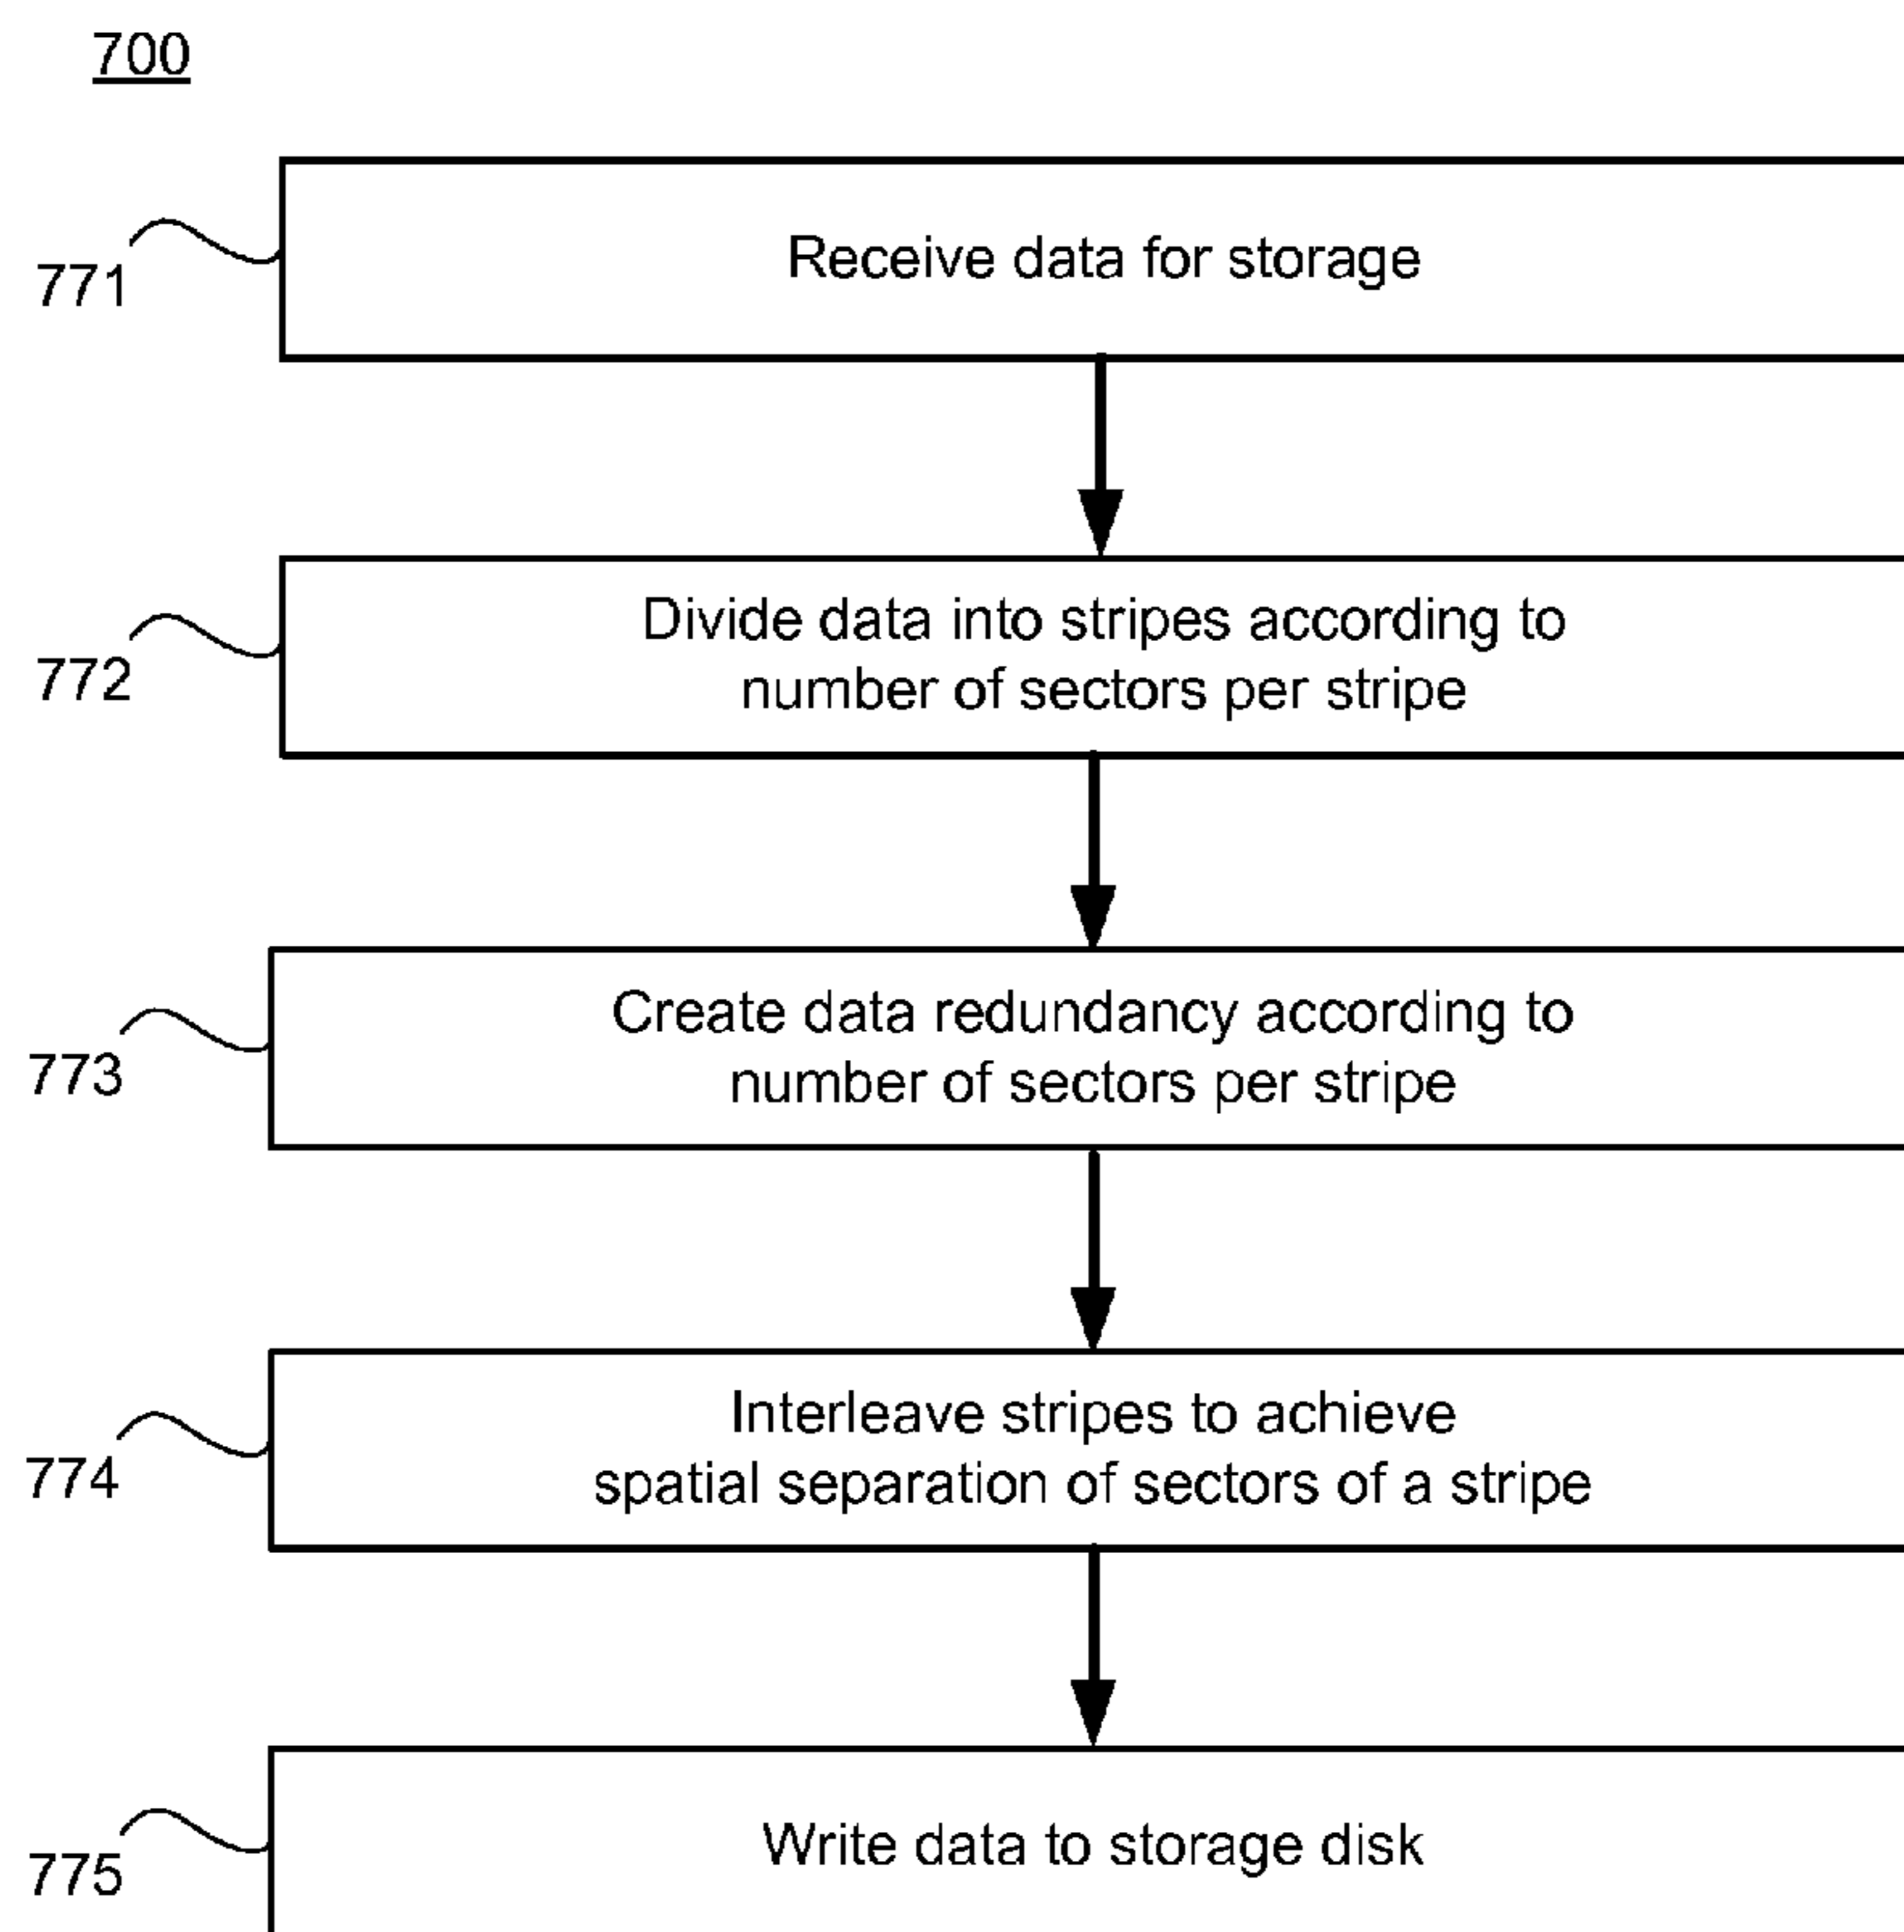 700
771
Receive data for storage
772
Divide data into stripes according to
number of sectors per stripe
773
Create data redundancy according to
number of sectors per stripe
774
Interleave stripes to achieve
spatial separation of sectors of a stripe
775
Write data to storage disk